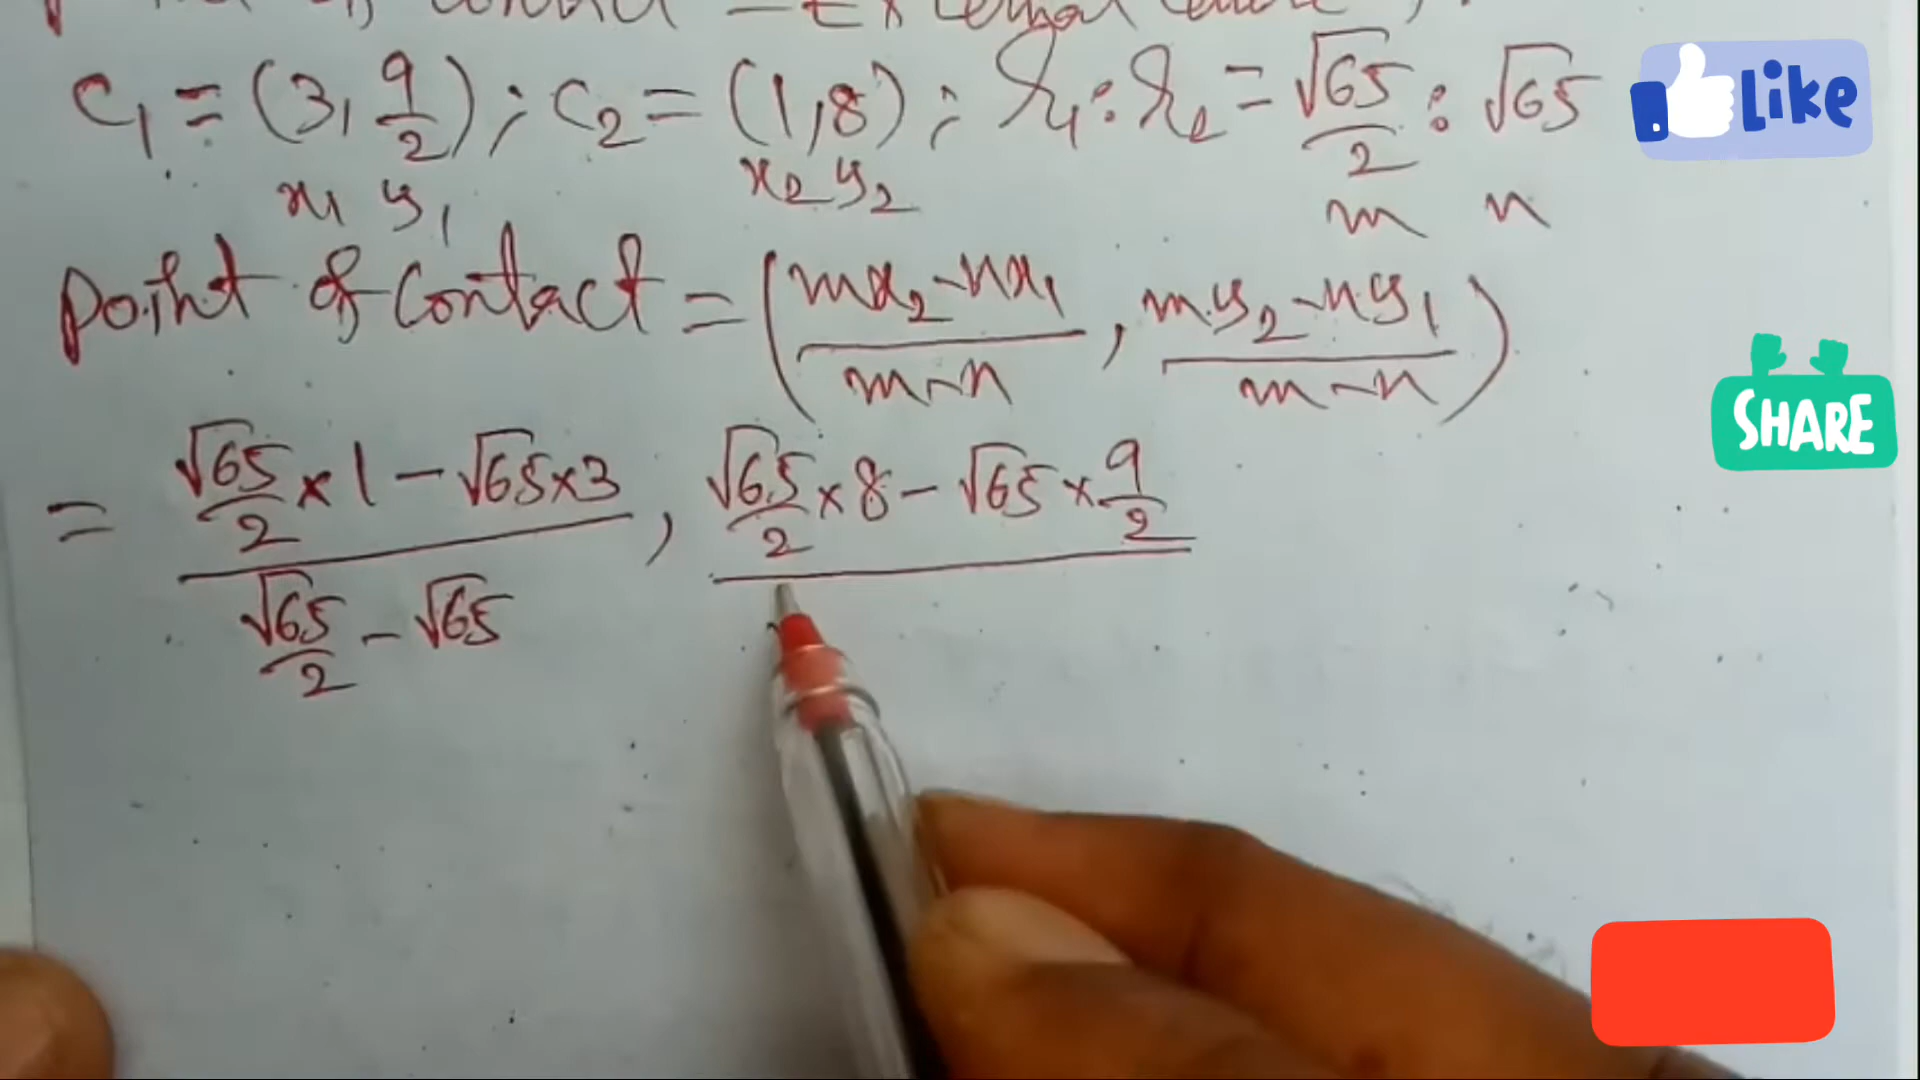 C₁ = (3, 9/2) ; C₂ = (1, 8) ; r₁ : r₂ = √65/2 : √65
x₁ y₁ x₂ y₂ m n
Point of contact = (mx₂-nx₁/m-n, my₂-ny₁/m-n)
= √65/2 × 1 - √65 × 3 / √65/2 - √65 , √65/2 × 8 - √65 × 9/2
Like
SHARE